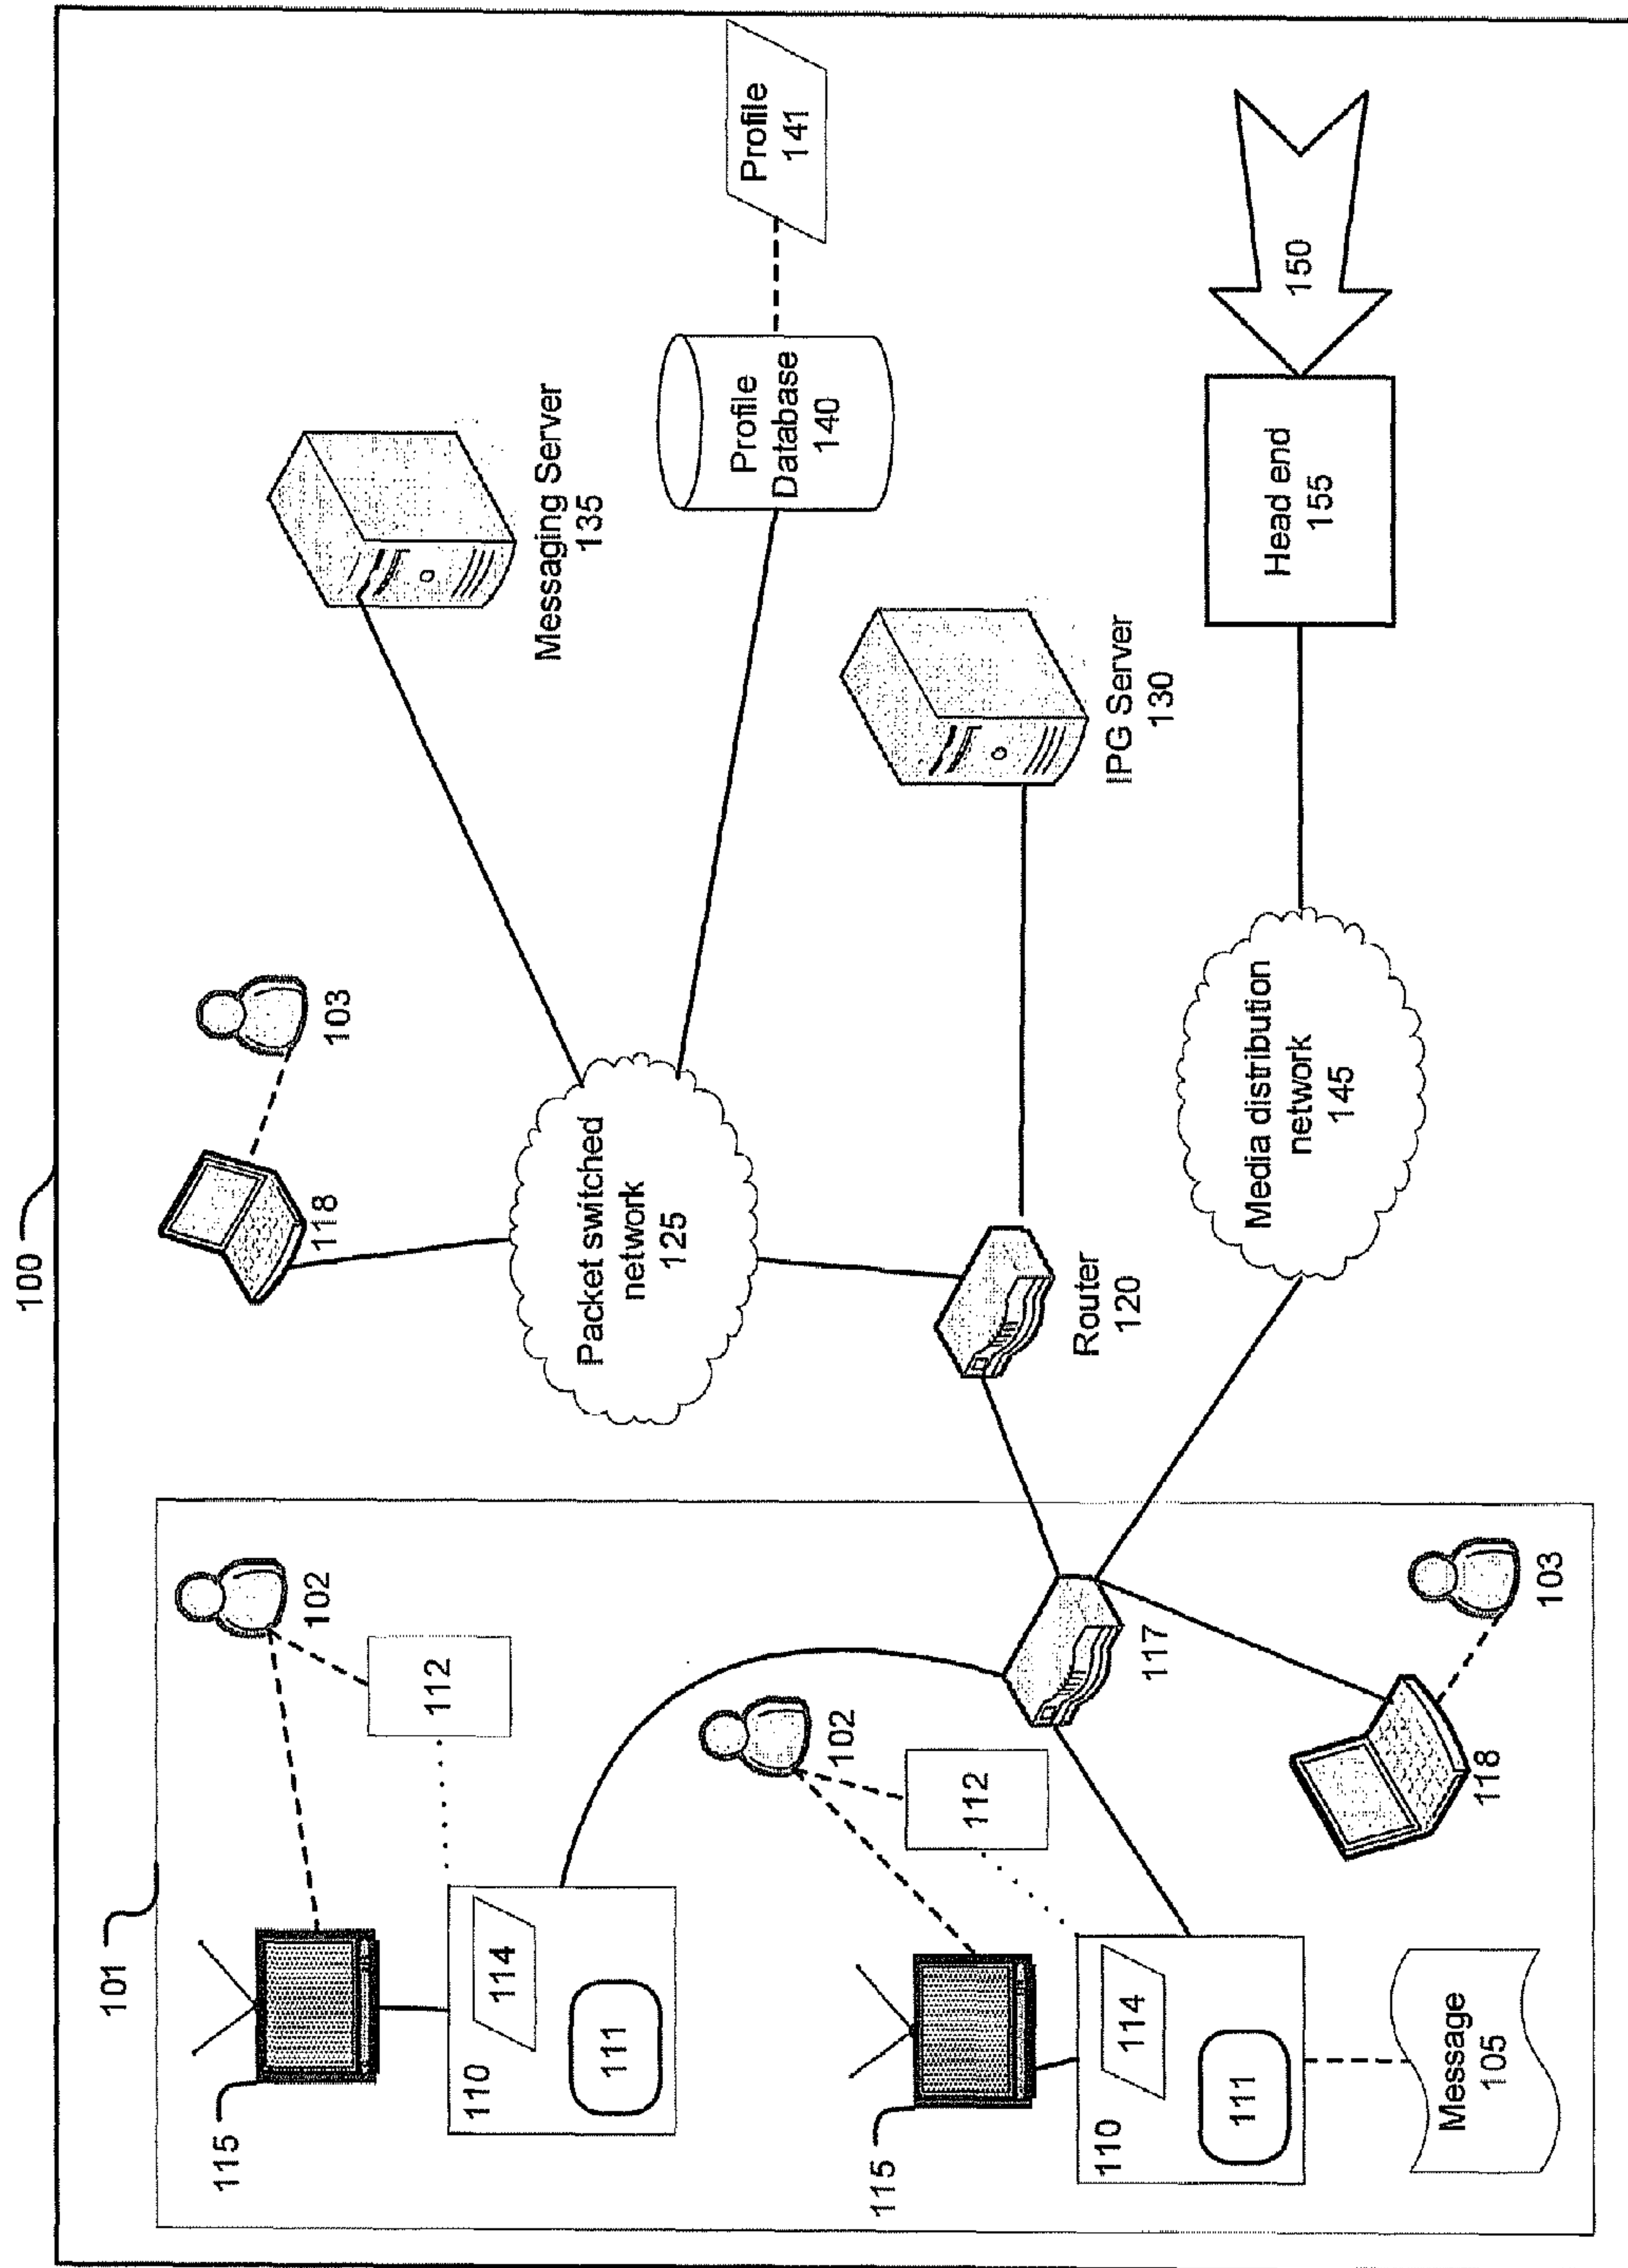 100
101
115
102
118
103
112
110
114
111
Messaging Server
135
Packet switched
network
125
Profile
Database
140
Profile
141
115
102
112
110
114
111
Router
120
IPG Server
130
117
Media distribution
network
145
Head end
155
150
Message
105
118
103